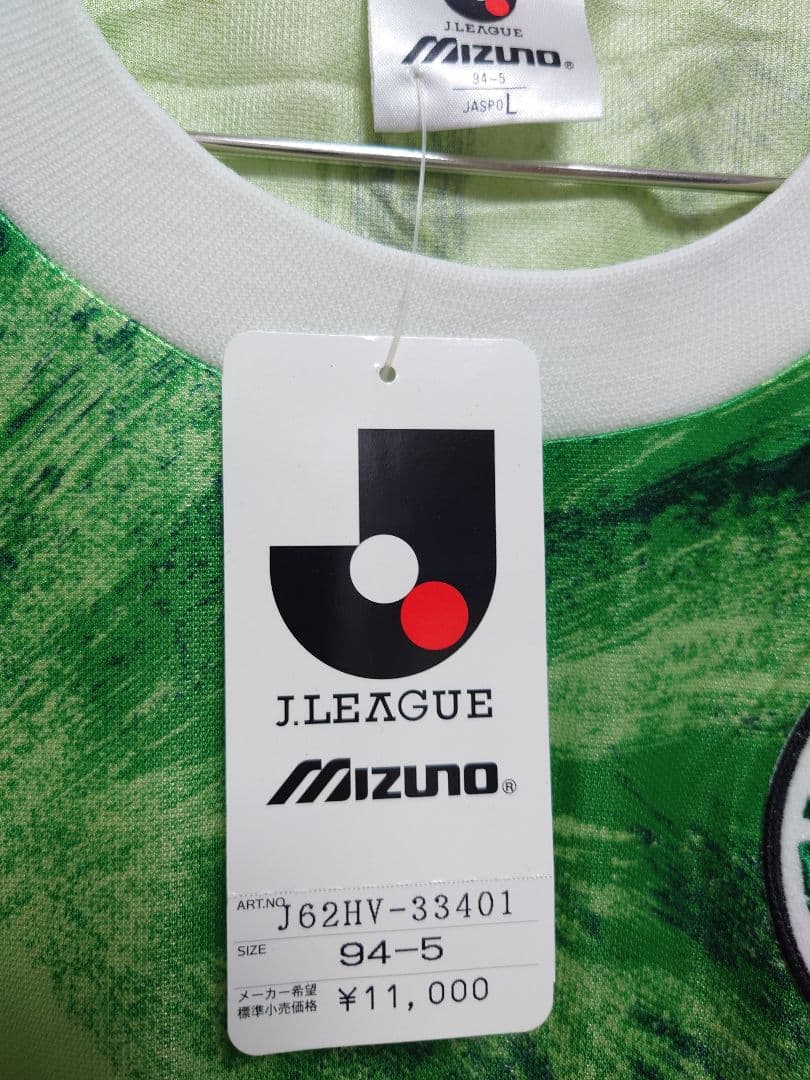 J.LEAGUE
MIZUNO®
94-5
JASPO L
J.LEAGUE
MIZUNO®
ART.NO. J62HV-33401
SIZE 94-5
メーカー希望
標準小売価格 ¥11,000